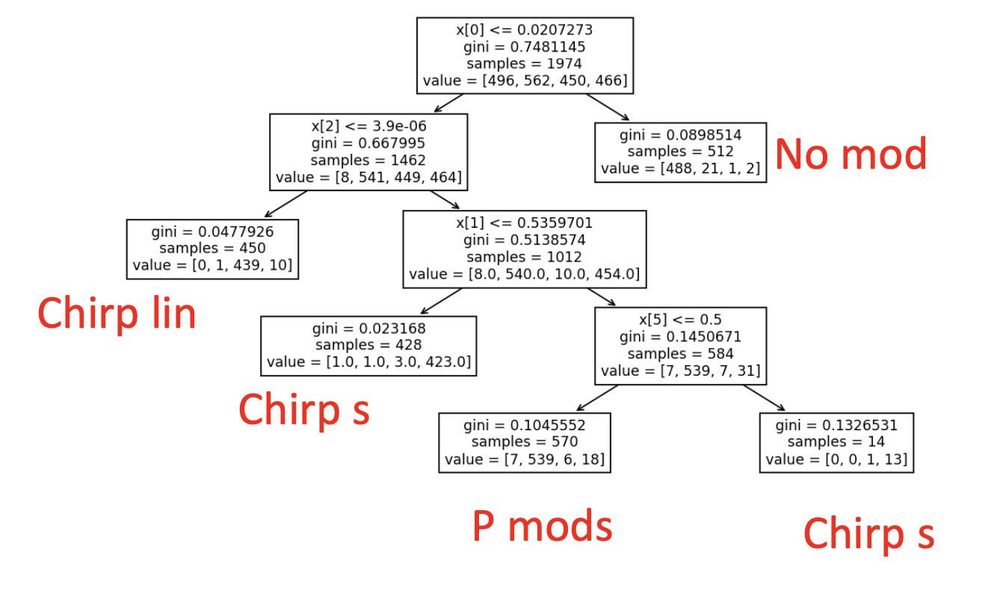 x[0] <= 0.0207273
gini = 0.7481145
samples = 1974
value = [496, 562, 450, 466]
x[2] <= 3.9e-06
gini = 0.667995
samples = 1462
value = [8, 541, 449, 464]
gini = 0.0898514
samples = 512
value = [488, 21, 1, 2]
No mod
gini = 0.0477926
samples = 450
value = [0, 1, 439, 10]
Chirp lin
x[1] <= 0.5359701
gini = 0.5138574
samples = 1012
value = [8.0, 540.0, 10.0, 454.0]
gini = 0.023168
samples = 428
value = [1.0, 1.0, 3.0, 423.0]
Chirp s
x[5] <= 0.5
gini = 0.1450671
samples = 584
value = [7, 539, 7, 31]
gini = 0.1045552
samples = 570
value = [7, 539, 6, 18]
P mods
gini = 0.1326531
samples = 14
value = [0, 0, 1, 13]
Chirp s